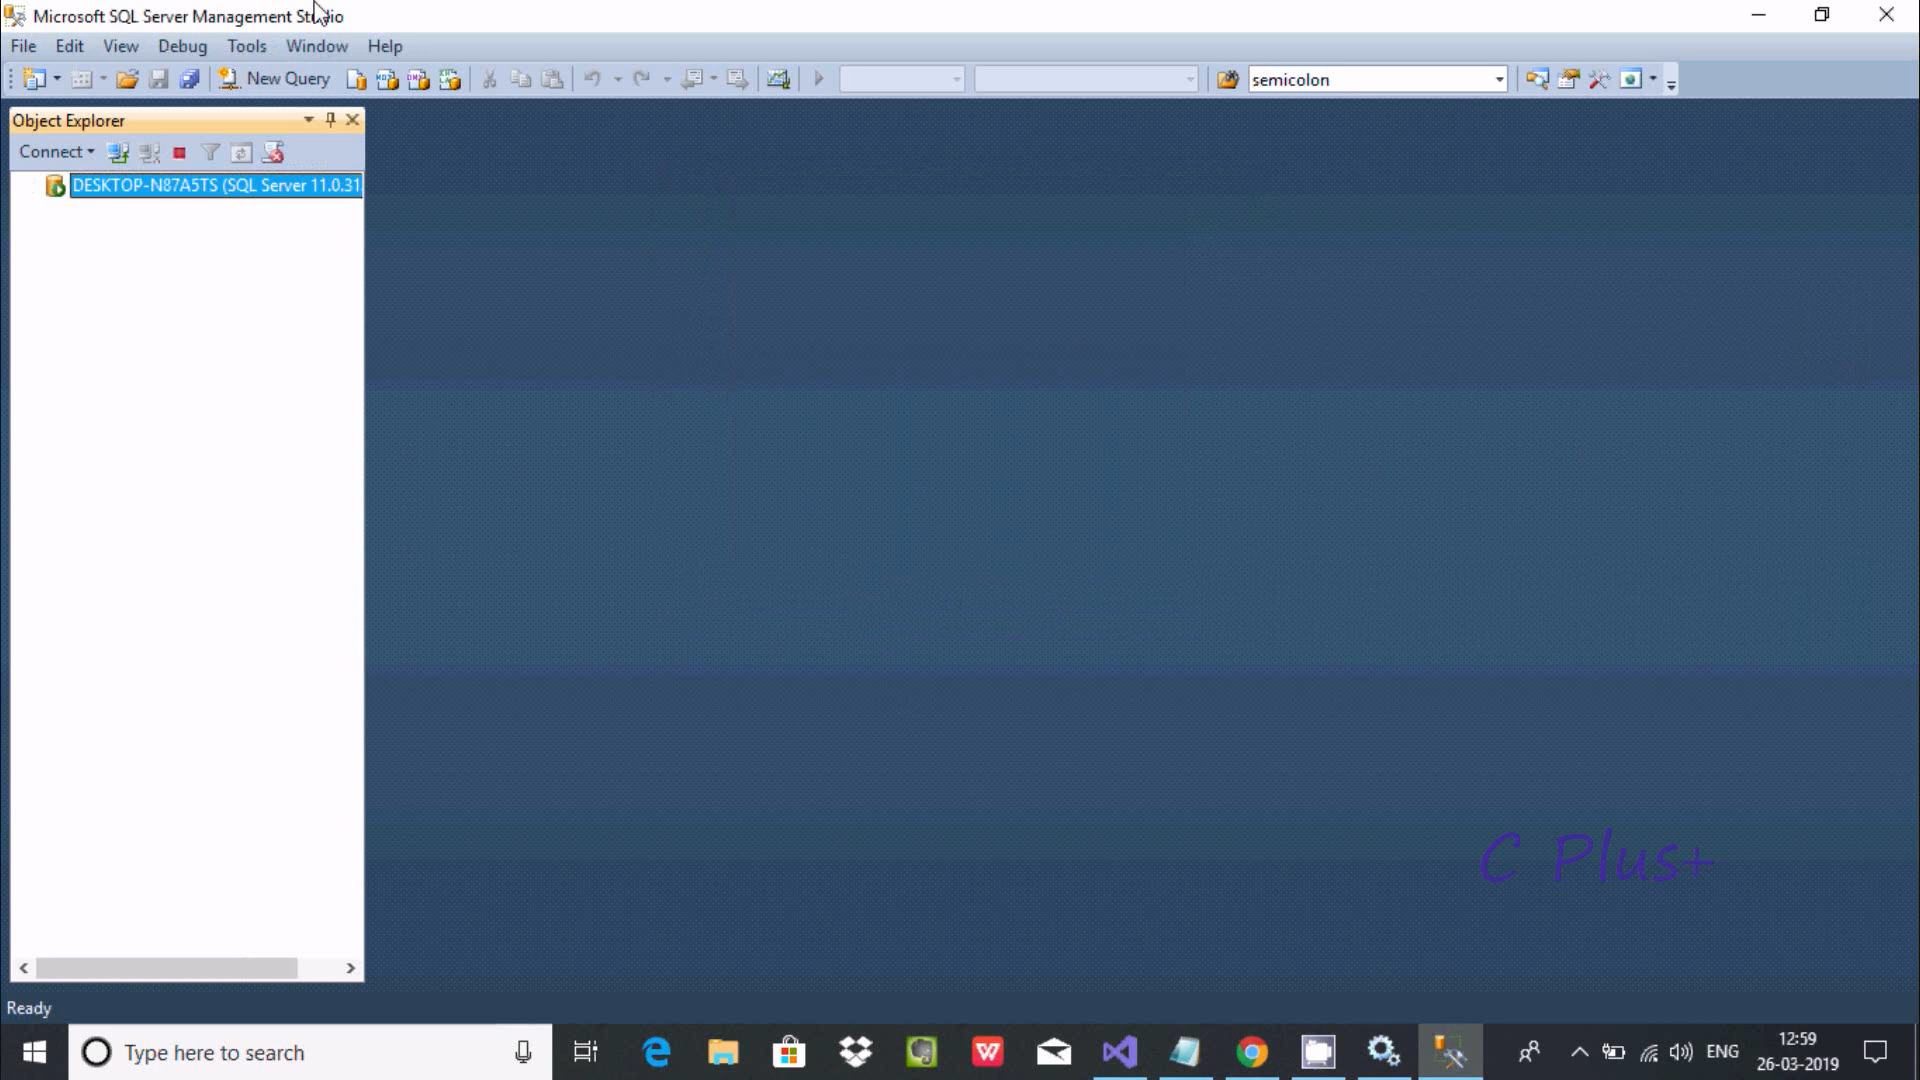 Microsoft SQL Server Management Studio
File Edit View Debug Tools Window Help
New Query semicolon
Object Explorer
Connect
DESKTOP-N87A5TS (SQL Server 11.0.31
C Plus+
Ready
Type here to search
ENG
12:59
26-03-2019